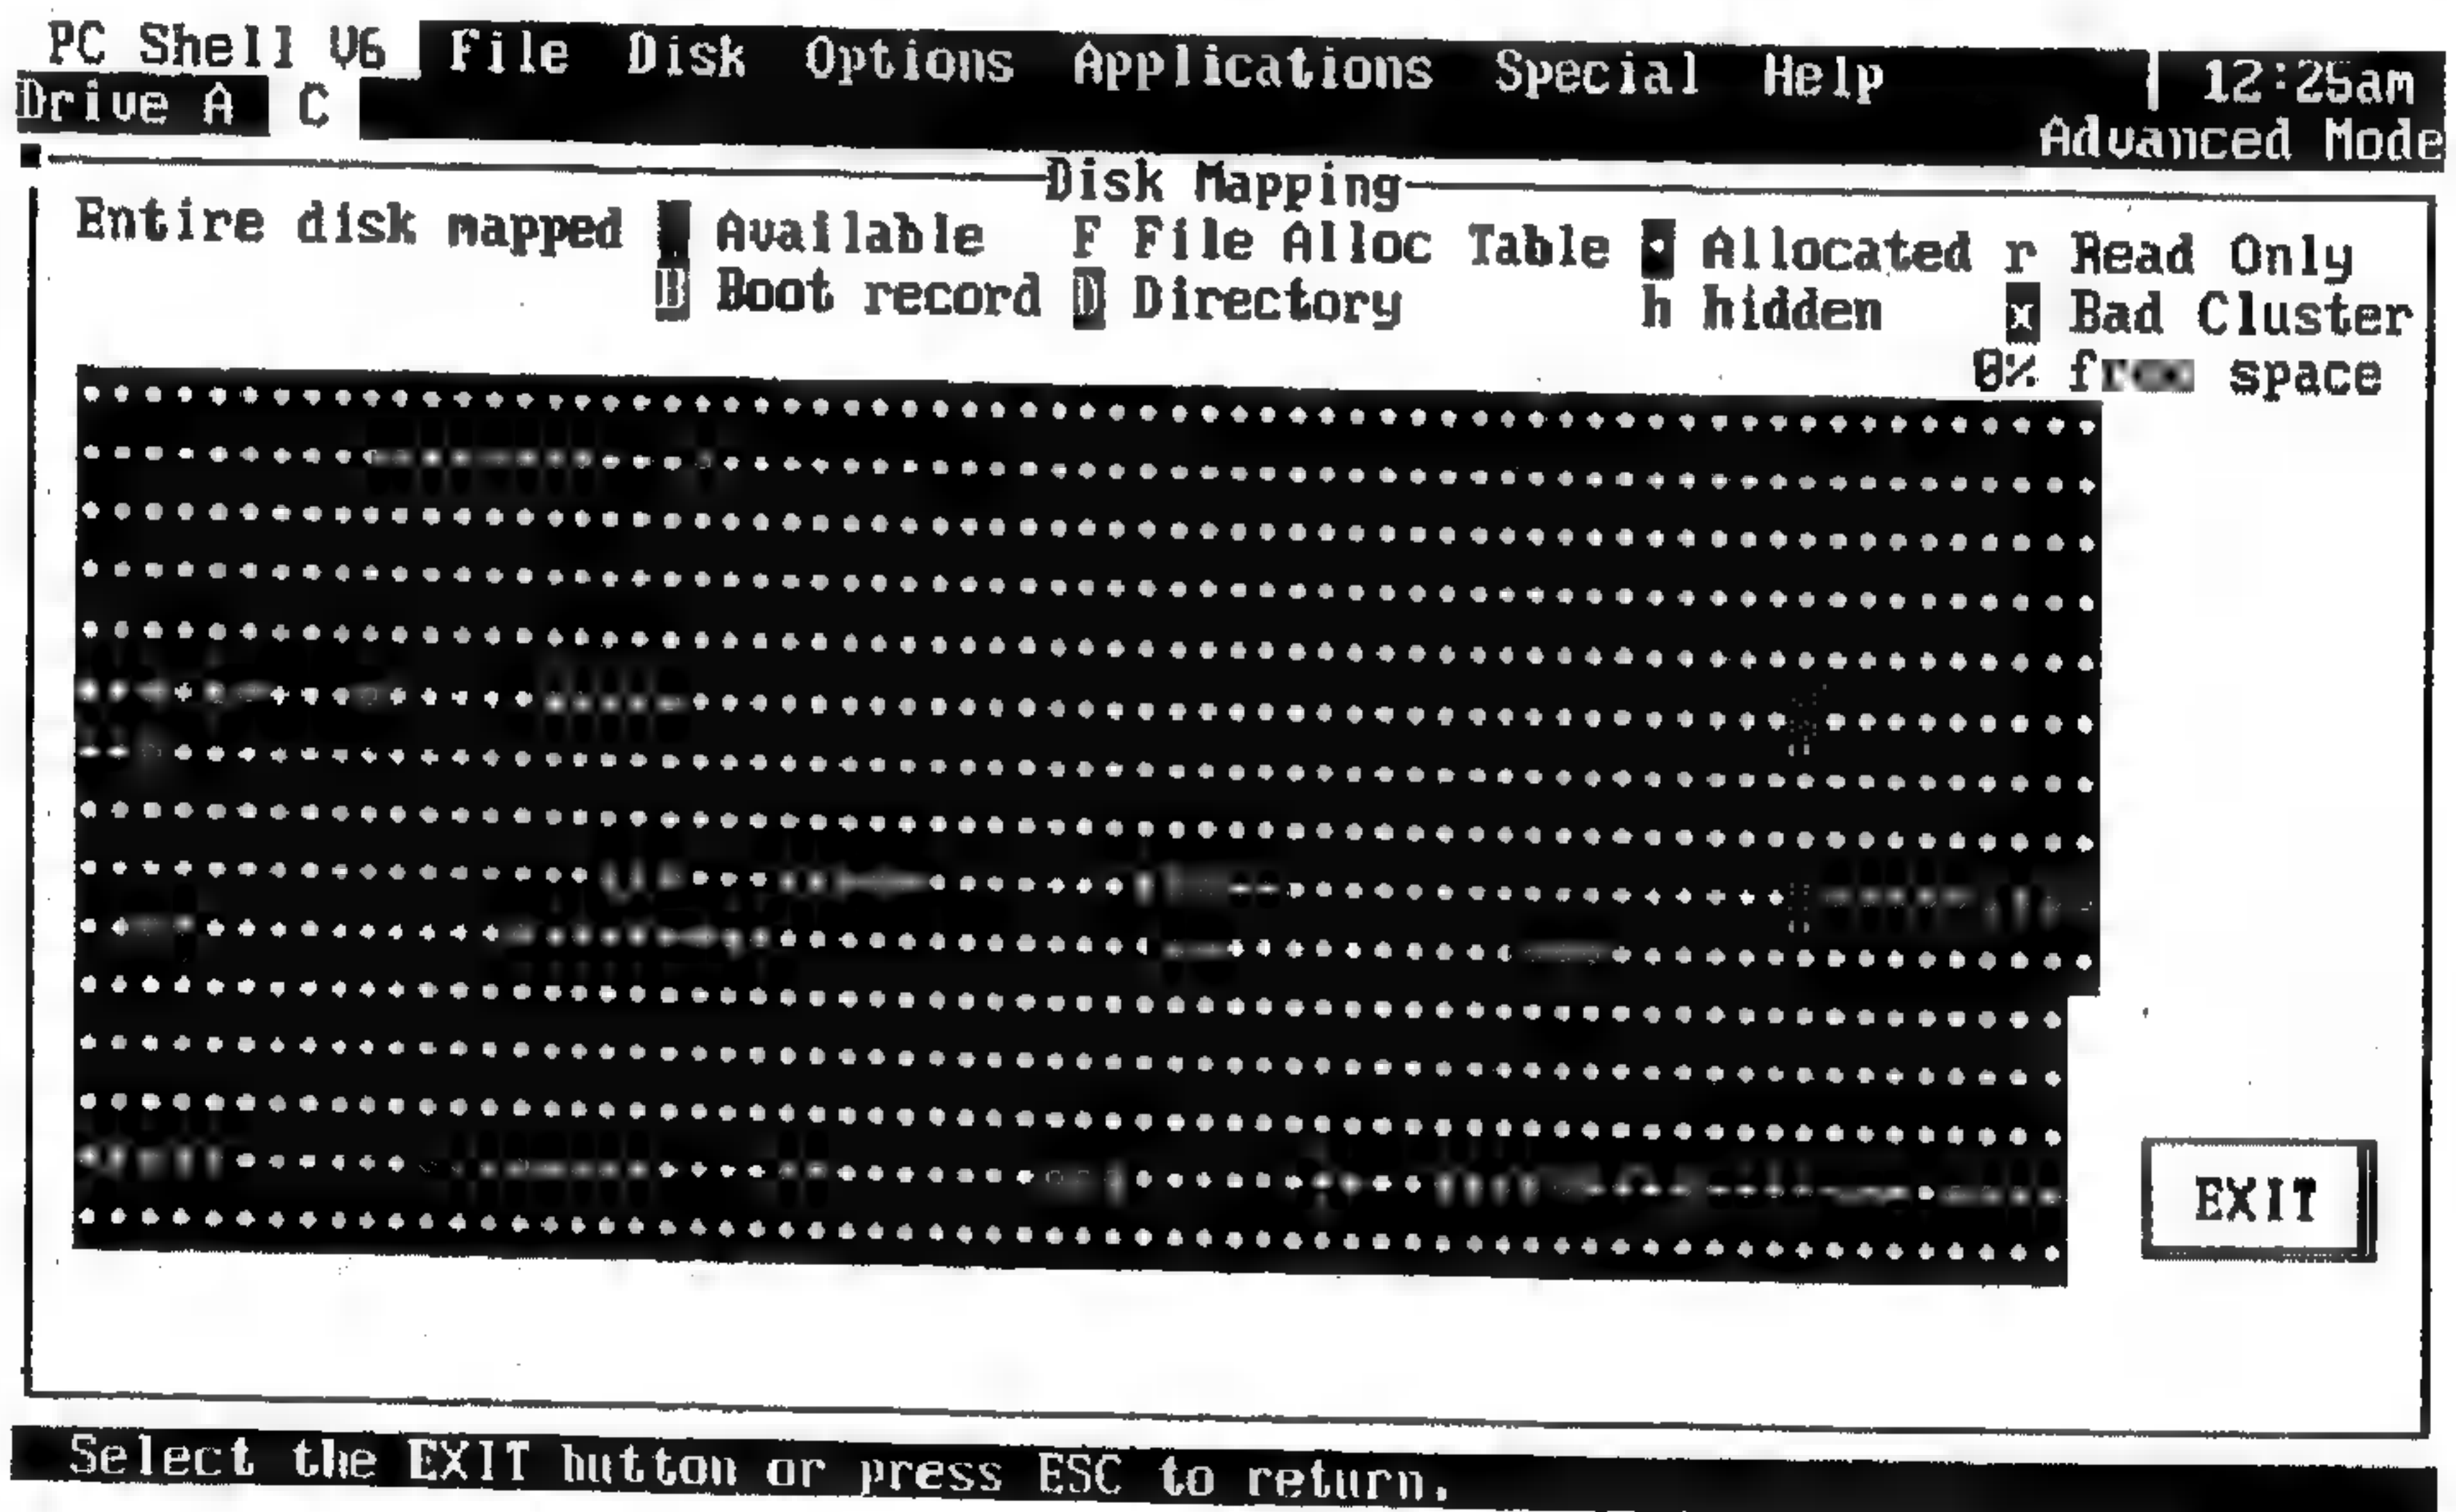 PC Shell V6 File Disk Options Applications Special Help 12:25am
Drive A C Advanced Mode
Disk Mapping
Entire disk mapped Available F File Alloc Table Allocated r Read Only
B Boot record D Directory h hidden x Bad Cluster
0% free space
EXIT
Select the EXIT button or press ESC to return.